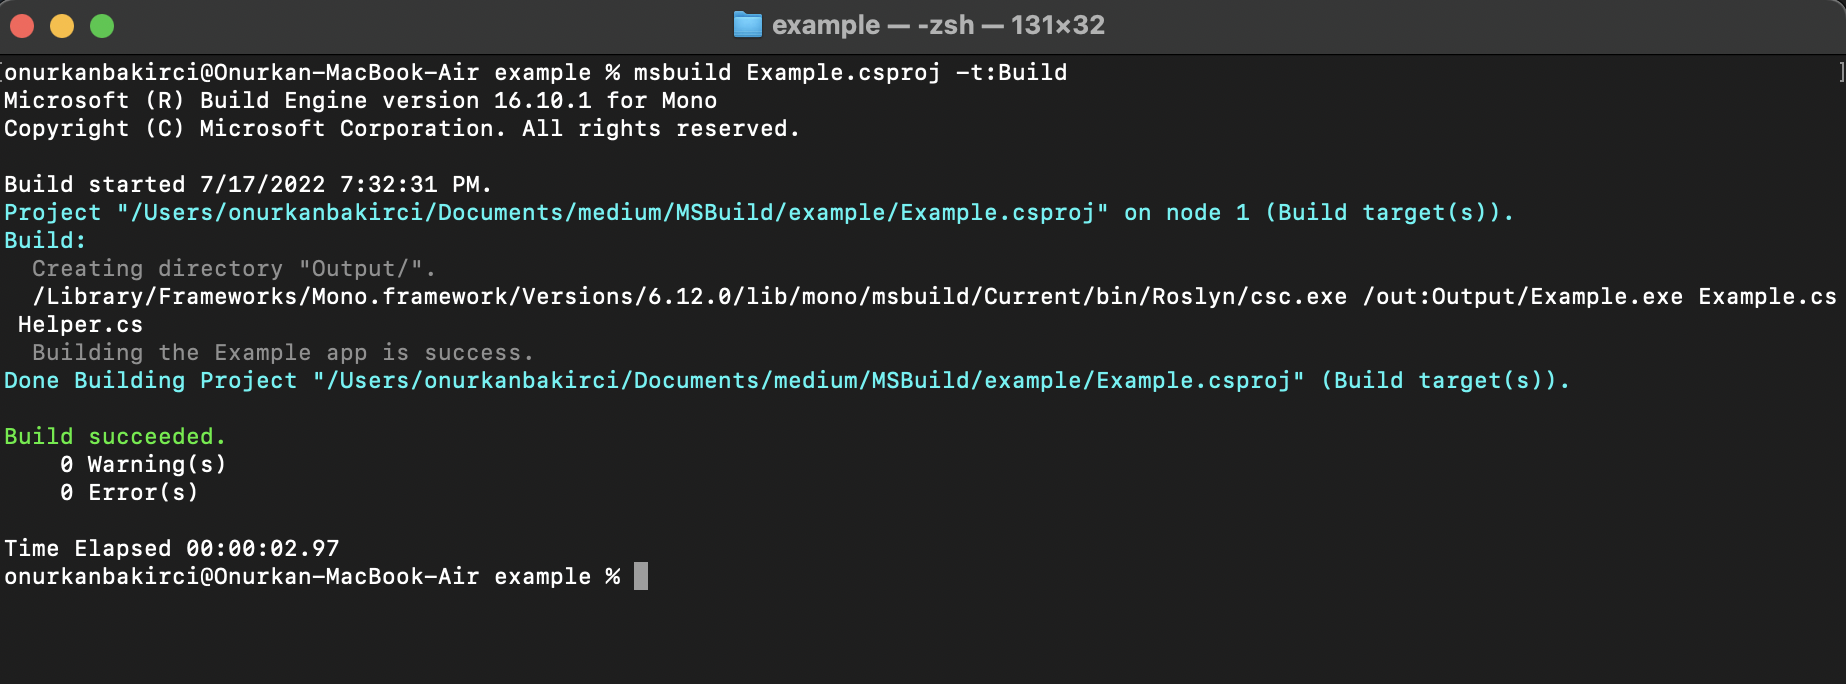 example — -zsh — 131×32
[onurkanbakirci@Onurkan-MacBook-Air example % msbuild Example.csproj -t:Build ]
Microsoft (R) Build Engine version 16.10.1 for Mono
Copyright (C) Microsoft Corporation. All rights reserved.
Build started 7/17/2022 7:32:31 PM.
Project "/Users/onurkanbakirci/Documents/medium/MSBuild/example/Example.csproj" on node 1 (Build target(s)).
Build:
Creating directory "Output/".
/Library/Frameworks/Mono.framework/Versions/6.12.0/lib/mono/msbuild/Current/bin/Roslyn/csc.exe /out:Output/Example.exe Example.cs
Helper.cs
Building the Example app is success.
Done Building Project "/Users/onurkanbakirci/Documents/medium/MSBuild/example/Example.csproj" (Build target(s)).
Build succeeded.
0 Warning(s)
0 Error(s)
Time Elapsed 00:00:02.97
onurkanbakirci@Onurkan-MacBook-Air example %